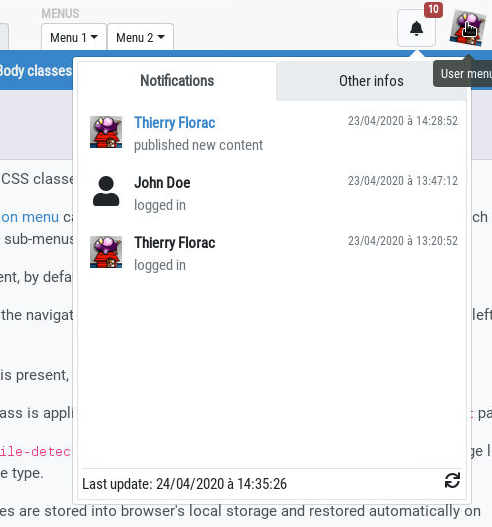 MENUS
Menu 1
Menu 2
10
User menu
Body classes
Notifications
Other infos
Thierry Florac
23/04/2020 à 14:28:52
published new content
John Doe
23/04/2020 à 13:47:12
logged in
Thierry Florac
23/04/2020 à 13:20:52
logged in
Last update: 24/04/2020 à 14:35:26
CSS classe
on menu ca
ch
sub-menus
ent, by defa
the navigat
left
is present,
ass is appli
pa
ile-detec
ge l
e type.
es are stored into browser's local storage and restored automatically on